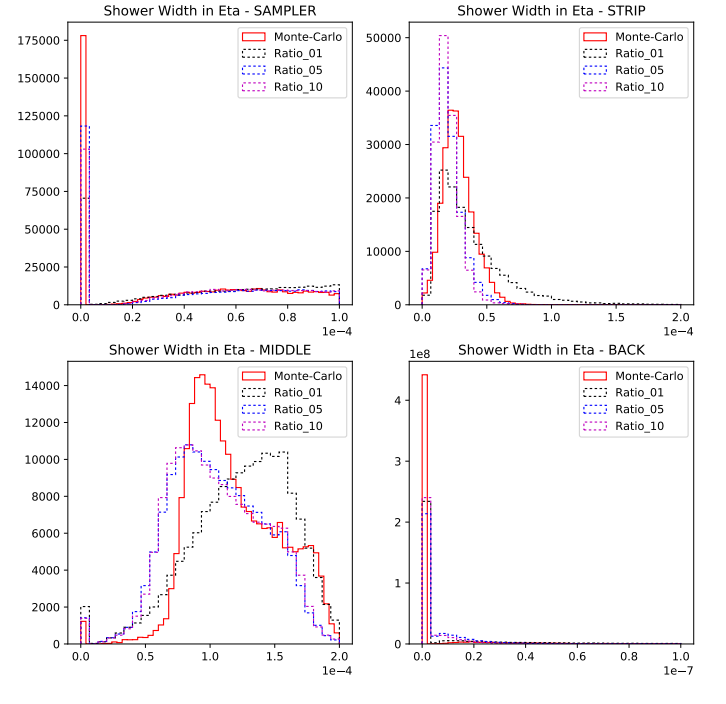 Shower Width in Eta - SAMPLER
175000
150000
125000
100000
75000
50000
25000
0
0.0 0.2 0.4 0.6 0.8 1.0
1e−4
Monte-Carlo
Ratio_01
Ratio_05
Ratio_10
Shower Width in Eta - STRIP
50000
40000
30000
20000
10000
0
0.0 0.5 1.0 1.5 2.0
1e−4
Monte-Carlo
Ratio_01
Ratio_05
Ratio_10
Shower Width in Eta - MIDDLE
14000
12000
10000
8000
6000
4000
2000
0
0.0 0.5 1.0 1.5 2.0
1e−4
Monte-Carlo
Ratio_01
Ratio_05
Ratio_10
Shower Width in Eta - BACK
1e8
4
3
2
1
0
0.0 0.2 0.4 0.6 0.8 1.0
1e−7
Monte-Carlo
Ratio_01
Ratio_05
Ratio_10